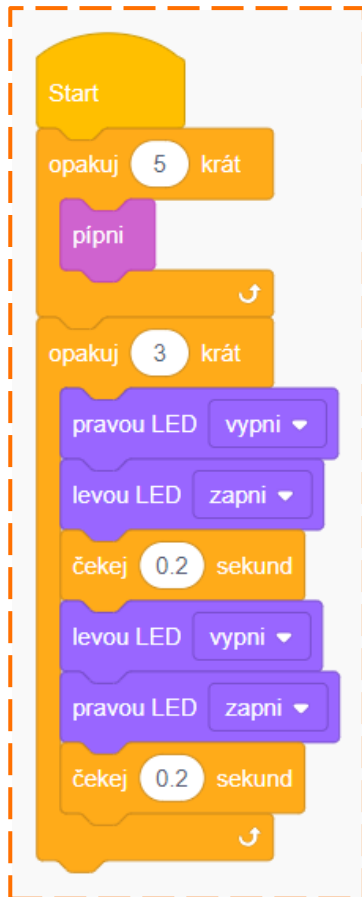 Start
opakuj 5 krát
pípni
opakuj 3 krát
pravou LED vypni
levou LED zapni
čekej 0.2 sekund
levou LED vypni
pravou LED zapni
čekej 0.2 sekund